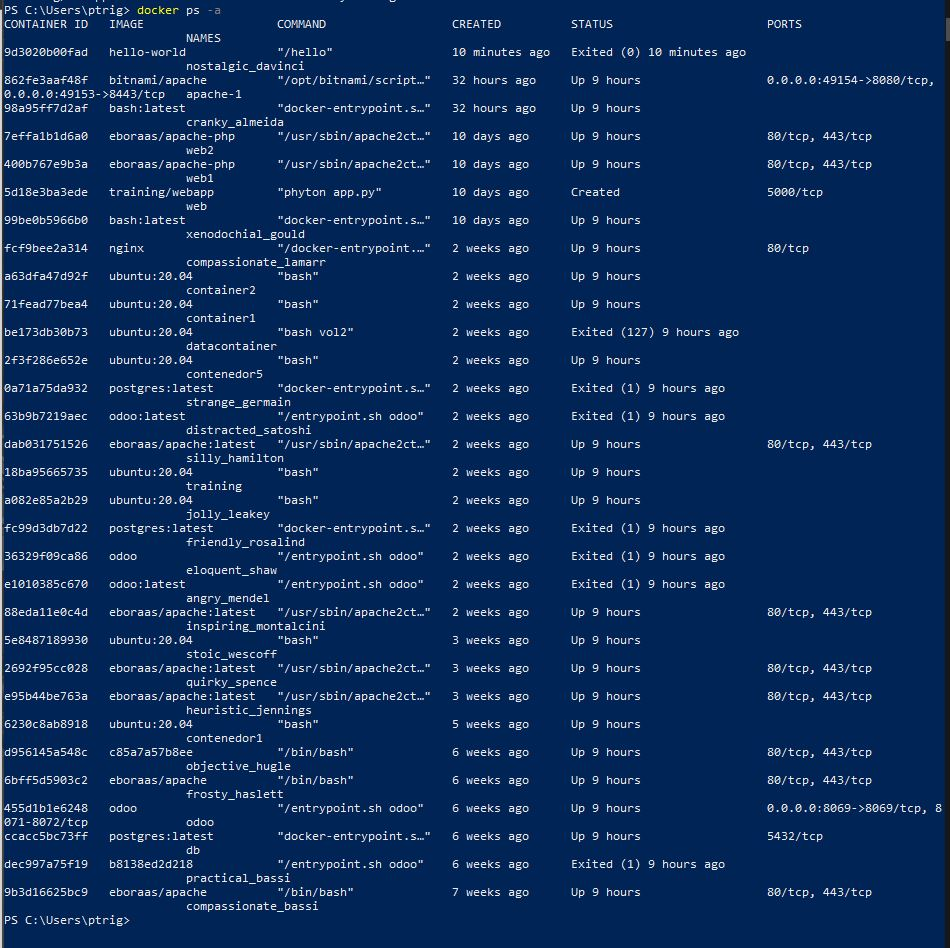 PS C:\Users\ptrig> docker ps -a
CONTAINER ID   IMAGE                   COMMAND                  CREATED          STATUS                      PORTS
                          NAMES
9d3020b00fad   hello-world             "/hello"                 10 minutes ago   Exited (0) 10 minutes ago
                          nostalgic_davinci
862fe3aaf48f   bitnami/apache          "/opt/bitnami/script…"   32 hours ago     Up 9 hours                  0.0.0.0:49154->8080/tcp,
0.0.0.0:49153->8443/tcp   apache-1
98a95ff7d2af   bash:latest             "docker-entrypoint.s…"   32 hours ago     Up 9 hours
                          cranky_almeida
7effa1b1d6a0   eboraas/apache-php      "/usr/sbin/apache2ct…"   10 days ago      Up 9 hours                  80/tcp, 443/tcp
                          web2
400b767e9b3a   eboraas/apache-php      "/usr/sbin/apache2ct…"   10 days ago      Up 9 hours                  80/tcp, 443/tcp
                          web1
5d18e3ba3ede   training/webapp         "phyton app.py"          10 days ago      Created                     5000/tcp
                          web
99be0b5966b0   bash:latest             "docker-entrypoint.s…"   10 days ago      Up 9 hours
                          xenodochial_gould
fcf9bee2a314   nginx                   "/docker-entrypoint.…"   2 weeks ago      Up 9 hours                  80/tcp
                          compassionate_lamarr
a63dfa47d92f   ubuntu:20.04            "bash"                   2 weeks ago      Up 9 hours
                          container2
71fead77bea4   ubuntu:20.04            "bash"                   2 weeks ago      Up 9 hours
                          container1
be173db30b73   ubuntu:20.04            "bash vol2"              2 weeks ago      Exited (127) 9 hours ago
                          datacontainer
2f3f286e652e   ubuntu:20.04            "bash"                   2 weeks ago      Up 9 hours
                          contenedor5
0a71a75da932   postgres:latest         "docker-entrypoint.s…"   2 weeks ago      Exited (1) 9 hours ago
                          strange_germain
63b9b7219aec   odoo:latest             "/entrypoint.sh odoo"    2 weeks ago      Exited (1) 9 hours ago
                          distracted_satoshi
dab031751526   eboraas/apache:latest   "/usr/sbin/apache2ct…"   2 weeks ago      Up 9 hours                  80/tcp, 443/tcp
                          silly_hamilton
18ba95665735   ubuntu:20.04            "bash"                   2 weeks ago      Up 9 hours
                          training
a082e85a2b29   ubuntu:20.04            "bash"                   2 weeks ago      Up 9 hours
                          jolly_leakey
fc99d3db7d22   postgres:latest         "docker-entrypoint.s…"   2 weeks ago      Exited (1) 9 hours ago
                          friendly_rosalind
36329f09ca86   odoo                    "/entrypoint.sh odoo"    2 weeks ago      Exited (1) 9 hours ago
                          eloquent_shaw
e1010385c670   odoo:latest             "/entrypoint.sh odoo"    2 weeks ago      Exited (1) 9 hours ago
                          angry_mendel
88eda11e0c4d   eboraas/apache:latest   "/usr/sbin/apache2ct…"   2 weeks ago      Up 9 hours                  80/tcp, 443/tcp
                          inspiring_montalcini
5e8487189930   ubuntu:20.04            "bash"                   3 weeks ago      Up 9 hours
                          stoic_wescoff
2692f95cc028   eboraas/apache:latest   "/usr/sbin/apache2ct…"   3 weeks ago      Up 9 hours                  80/tcp, 443/tcp
                          quirky_spence
e95b44be763a   eboraas/apache:latest   "/usr/sbin/apache2ct…"   3 weeks ago      Up 9 hours                  80/tcp, 443/tcp
                          heuristic_jennings
6230c8ab8918   ubuntu:20.04            "bash"                   5 weeks ago      Up 9 hours
                          contenedor1
d956145a548c   c85a7a57b8ee            "/bin/bash"              6 weeks ago      Up 9 hours                  80/tcp, 443/tcp
                          objective_hugle
6bff5d5903c2   eboraas/apache          "/bin/bash"              6 weeks ago      Up 9 hours                  80/tcp, 443/tcp
                          frosty_haslett
455d1b1e6248   odoo                    "/entrypoint.sh odoo"    6 weeks ago      Up 9 hours                  0.0.0.0:8069->8069/tcp, 8
071-8072/tcp              odoo
ccacc5bc73ff   postgres:latest         "docker-entrypoint.s…"   6 weeks ago      Up 9 hours                  5432/tcp
                          db
dec997a75f19   b8138ed2d218            "/entrypoint.sh odoo"    6 weeks ago      Exited (1) 9 hours ago
                          practical_bassi
9b3d16625bc9   eboraas/apache          "/bin/bash"              7 weeks ago      Up 9 hours                  80/tcp, 443/tcp
                          compassionate_bassi
PS C:\Users\ptrig>